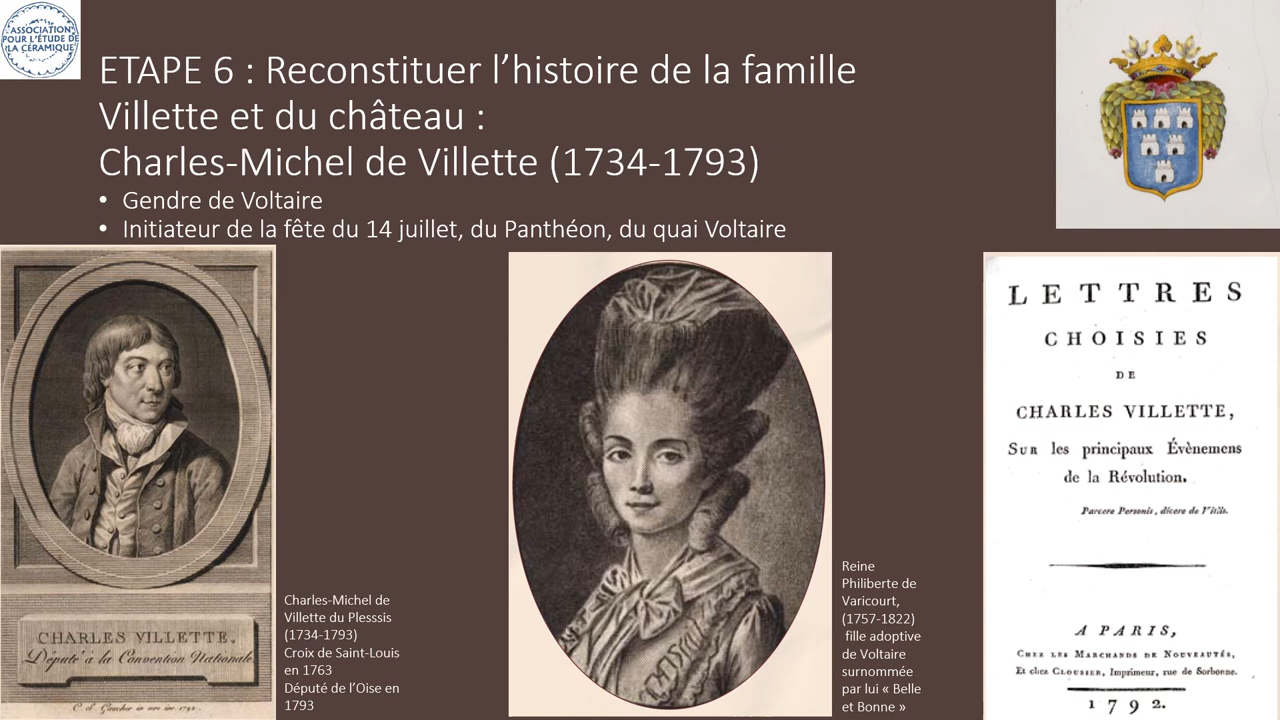 ASSOCIATION
POUR L'ÉTUDE DE
LA CÉRAMIQUE
ETAPE 6 : Reconstituer l’histoire de la famille
Villette et du château :
Charles-Michel de Villette (1734-1793)
• Gendre de Voltaire
• Initiateur de la fête du 14 juillet, du Panthéon, du quai Voltaire
CHARLES VILLETTE,
Député à la Convention Nationale
Charles-Michel de
Villette du Plesssis
(1734-1793)
Croix de Saint-Louis
en 1763
Député de l’Oise en
1793
Reine
Philiberte de
Varicourt,
(1757-1822)
fille adoptive
de Voltaire
surnommée
par lui « Belle
et Bonne »
LETTRES
CHOISIES
DE
CHARLES VILLETTE,
SUR les principaux Évènemens
de la Révolution.
Parcere Personis, dicere de Vitiis.
A PARIS,
CHEZ LES MARCHANDS DE NOUVEAUTÉS,
Et chez CLOUSIER, Imprimeur, rue de Sorbonne.
1792.